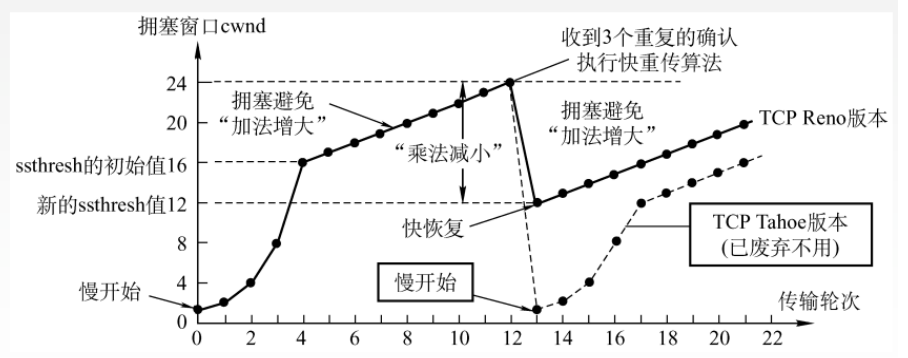 拥塞窗口cwnd
收到3个重复的确认
执行快重传算法
24
拥塞避免
“加法增大”
拥塞避免
“加法增大”
TCP Reno版本
20
“乘法减小”
ssthresh的初始值16
新的ssthresh值12
快恢复
TCP Tahoe版本
(已废弃不用)
8
慢开始
4
慢开始
传输轮次
0
0 2 4 6 8 10 12 14 16 18 20 22